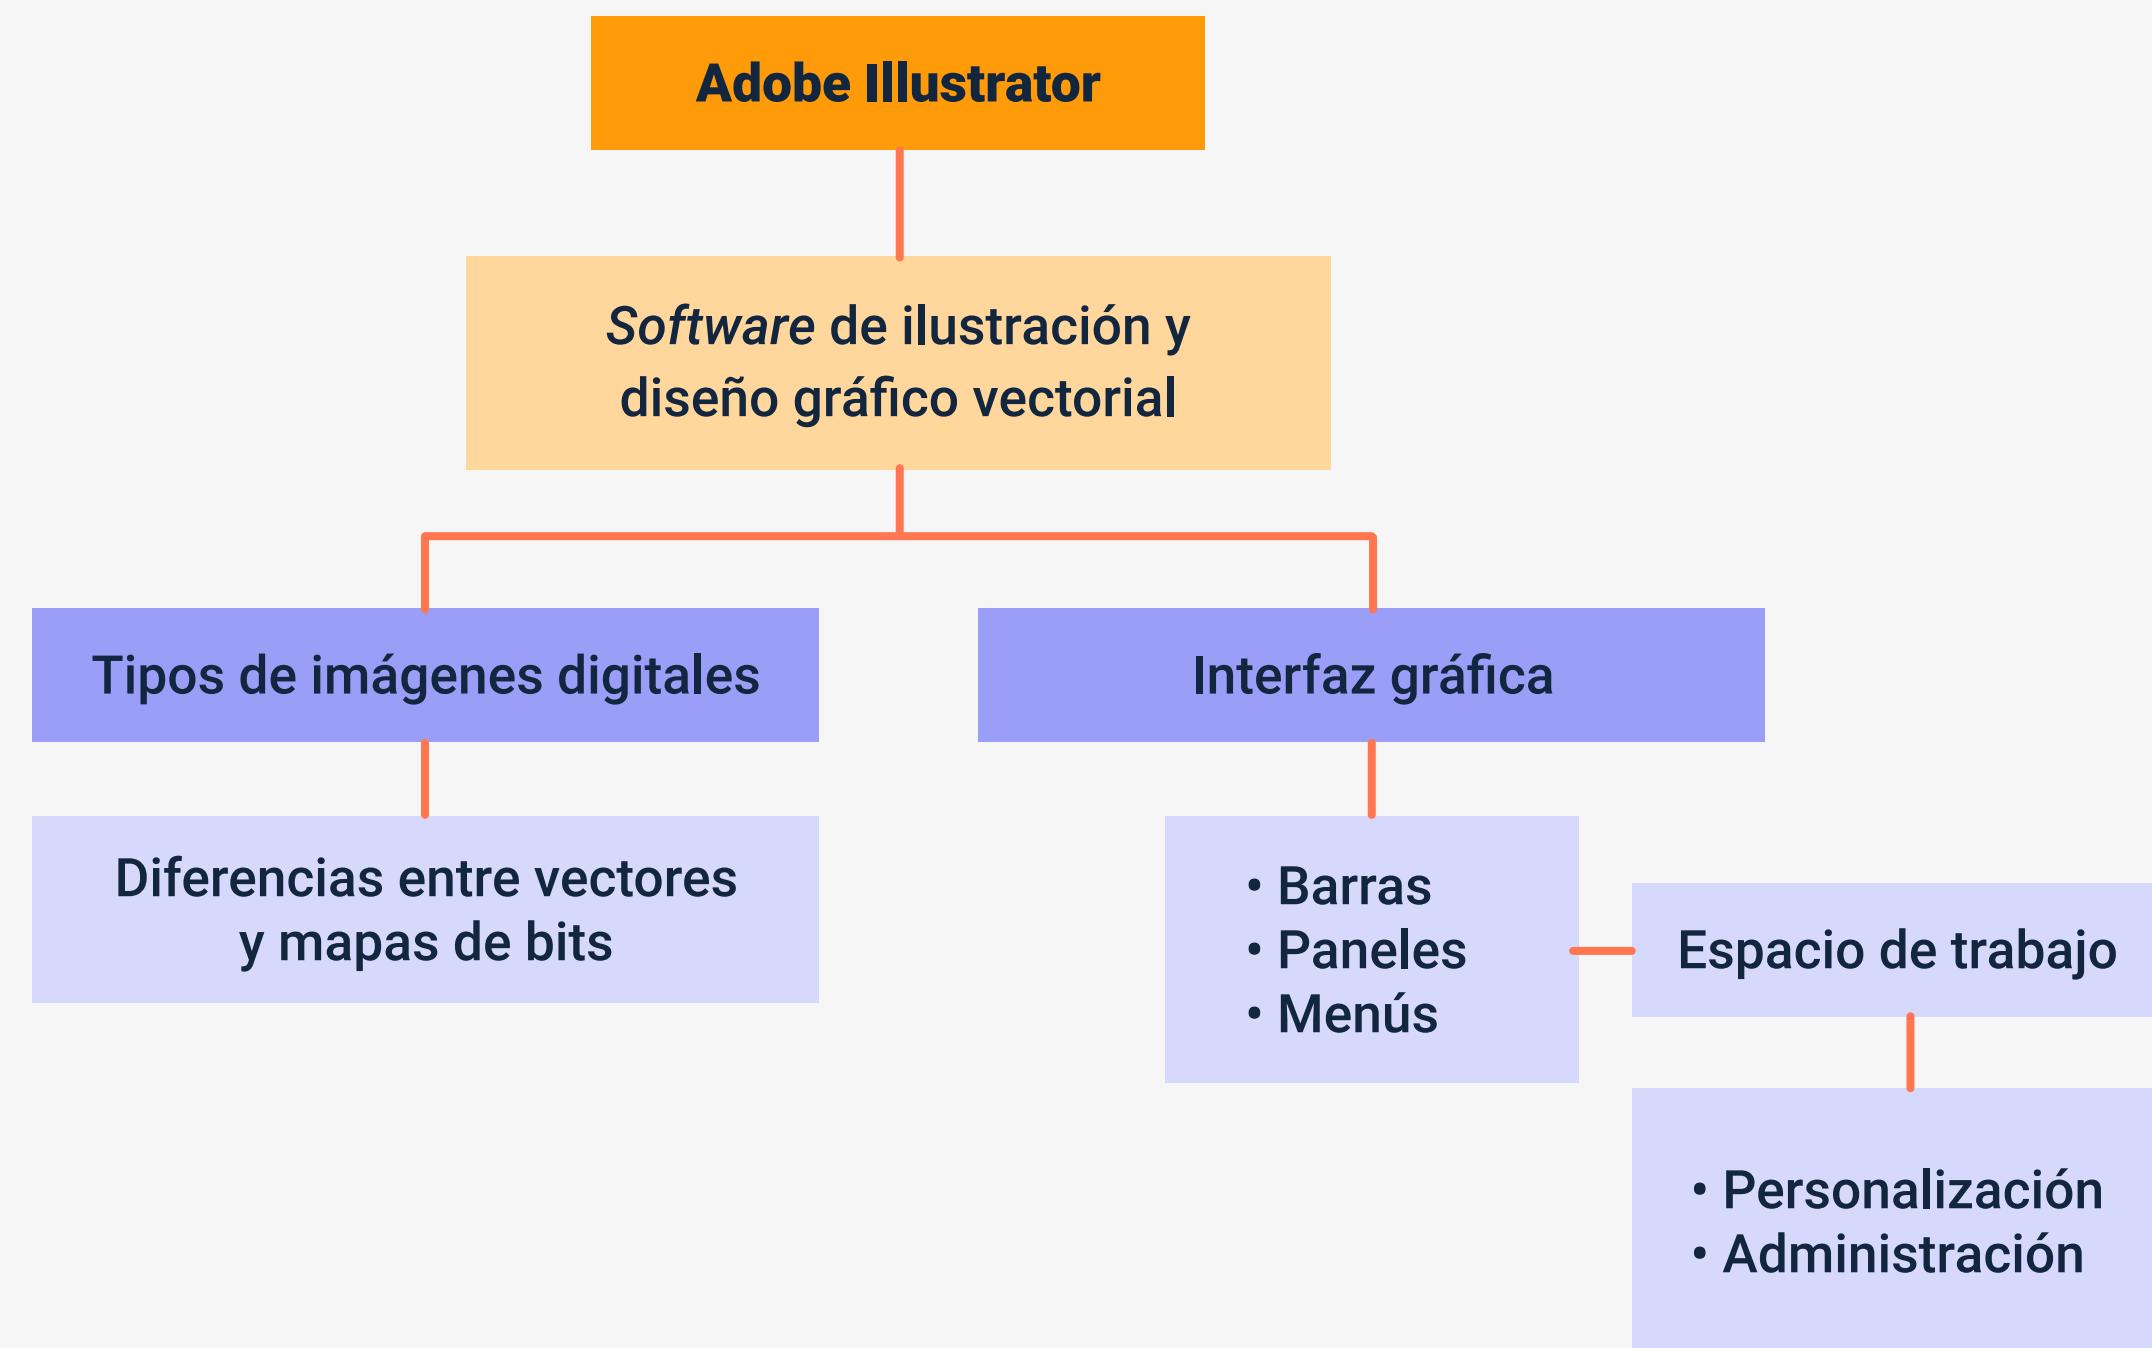 Adobe Illustrator
Software de ilustración y
diseño gráfico vectorial
Tipos de imágenes digitales
Interfaz gráfica
Diferencias entre vectores
y mapas de bits
• Barras
• Paneles
• Menús
Espacio de trabajo
• Personalización
• Administración